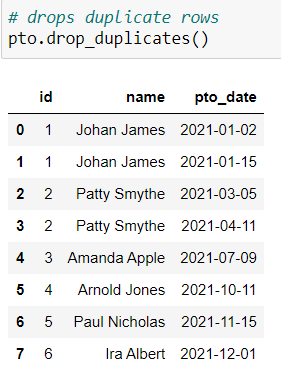 # drops duplicate rows
pto.drop_duplicates()
id name pto_date
0 1 Johan James 2021-01-02
1 1 Johan James 2021-01-15
2 2 Patty Smythe 2021-03-05
3 2 Patty Smythe 2021-04-11
4 3 Amanda Apple 2021-07-09
5 4 Arnold Jones 2021-10-11
6 5 Paul Nicholas 2021-11-15
7 6 Ira Albert 2021-12-01